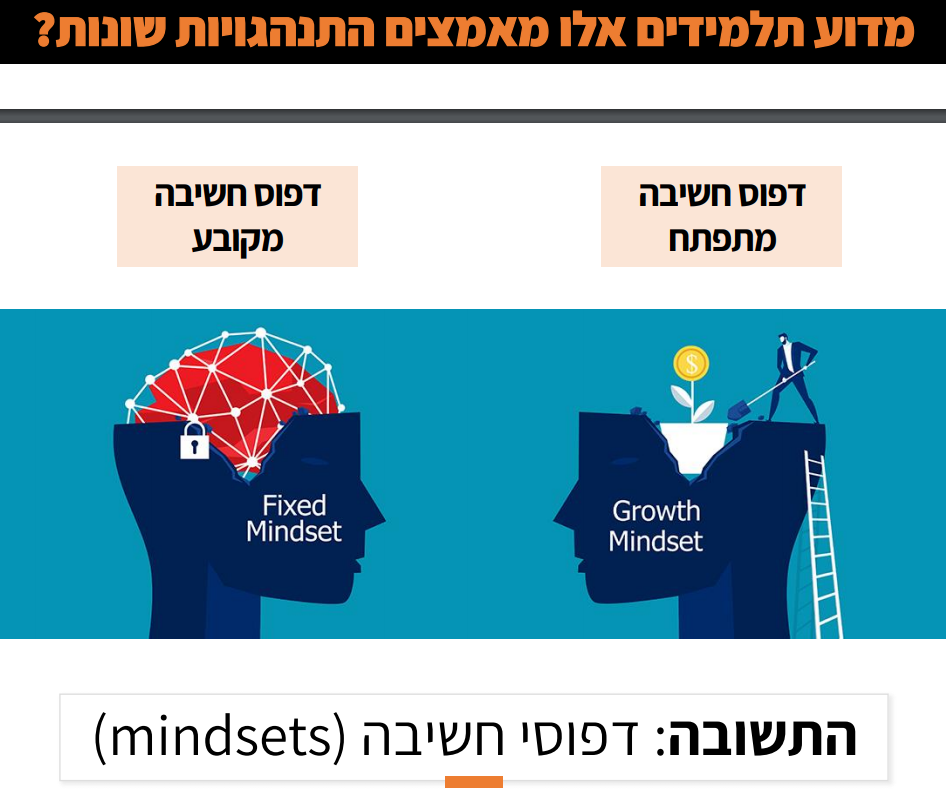 מדוע תלמידים אלו מאמצים התנהגויות שונות?
דפוס חשיבה
מתפתח
דפוס חשיבה
מקובע
$
Fixed
Mindset
Growth
Mindset
התשובה: דפוסי חשיבה (mindsets)